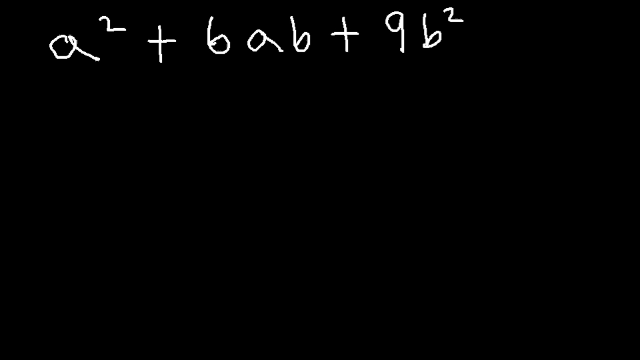 a² + 6ab + 9b²